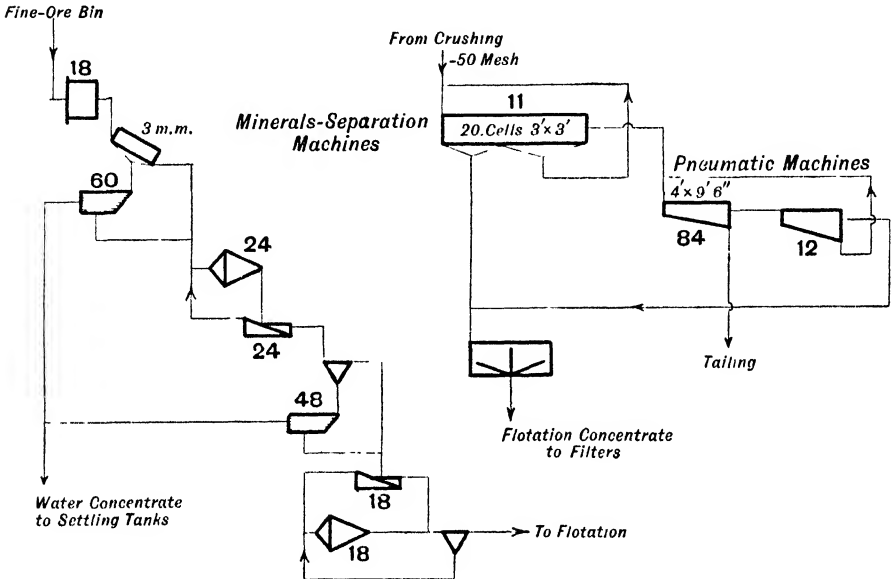 Fine-Ore Bin
18
3 m.m.
60
24
24
48
18
18
Water Concentrate
to Settling Tanks
To Flotation
From Crushing
-50 Mesh
11
Minerals-Separation
Machines
20.Cells 3'×3'
Pneumatic Machines
4'×9'6"
84
12
Tailing
Flotation Concentrate
to Filters